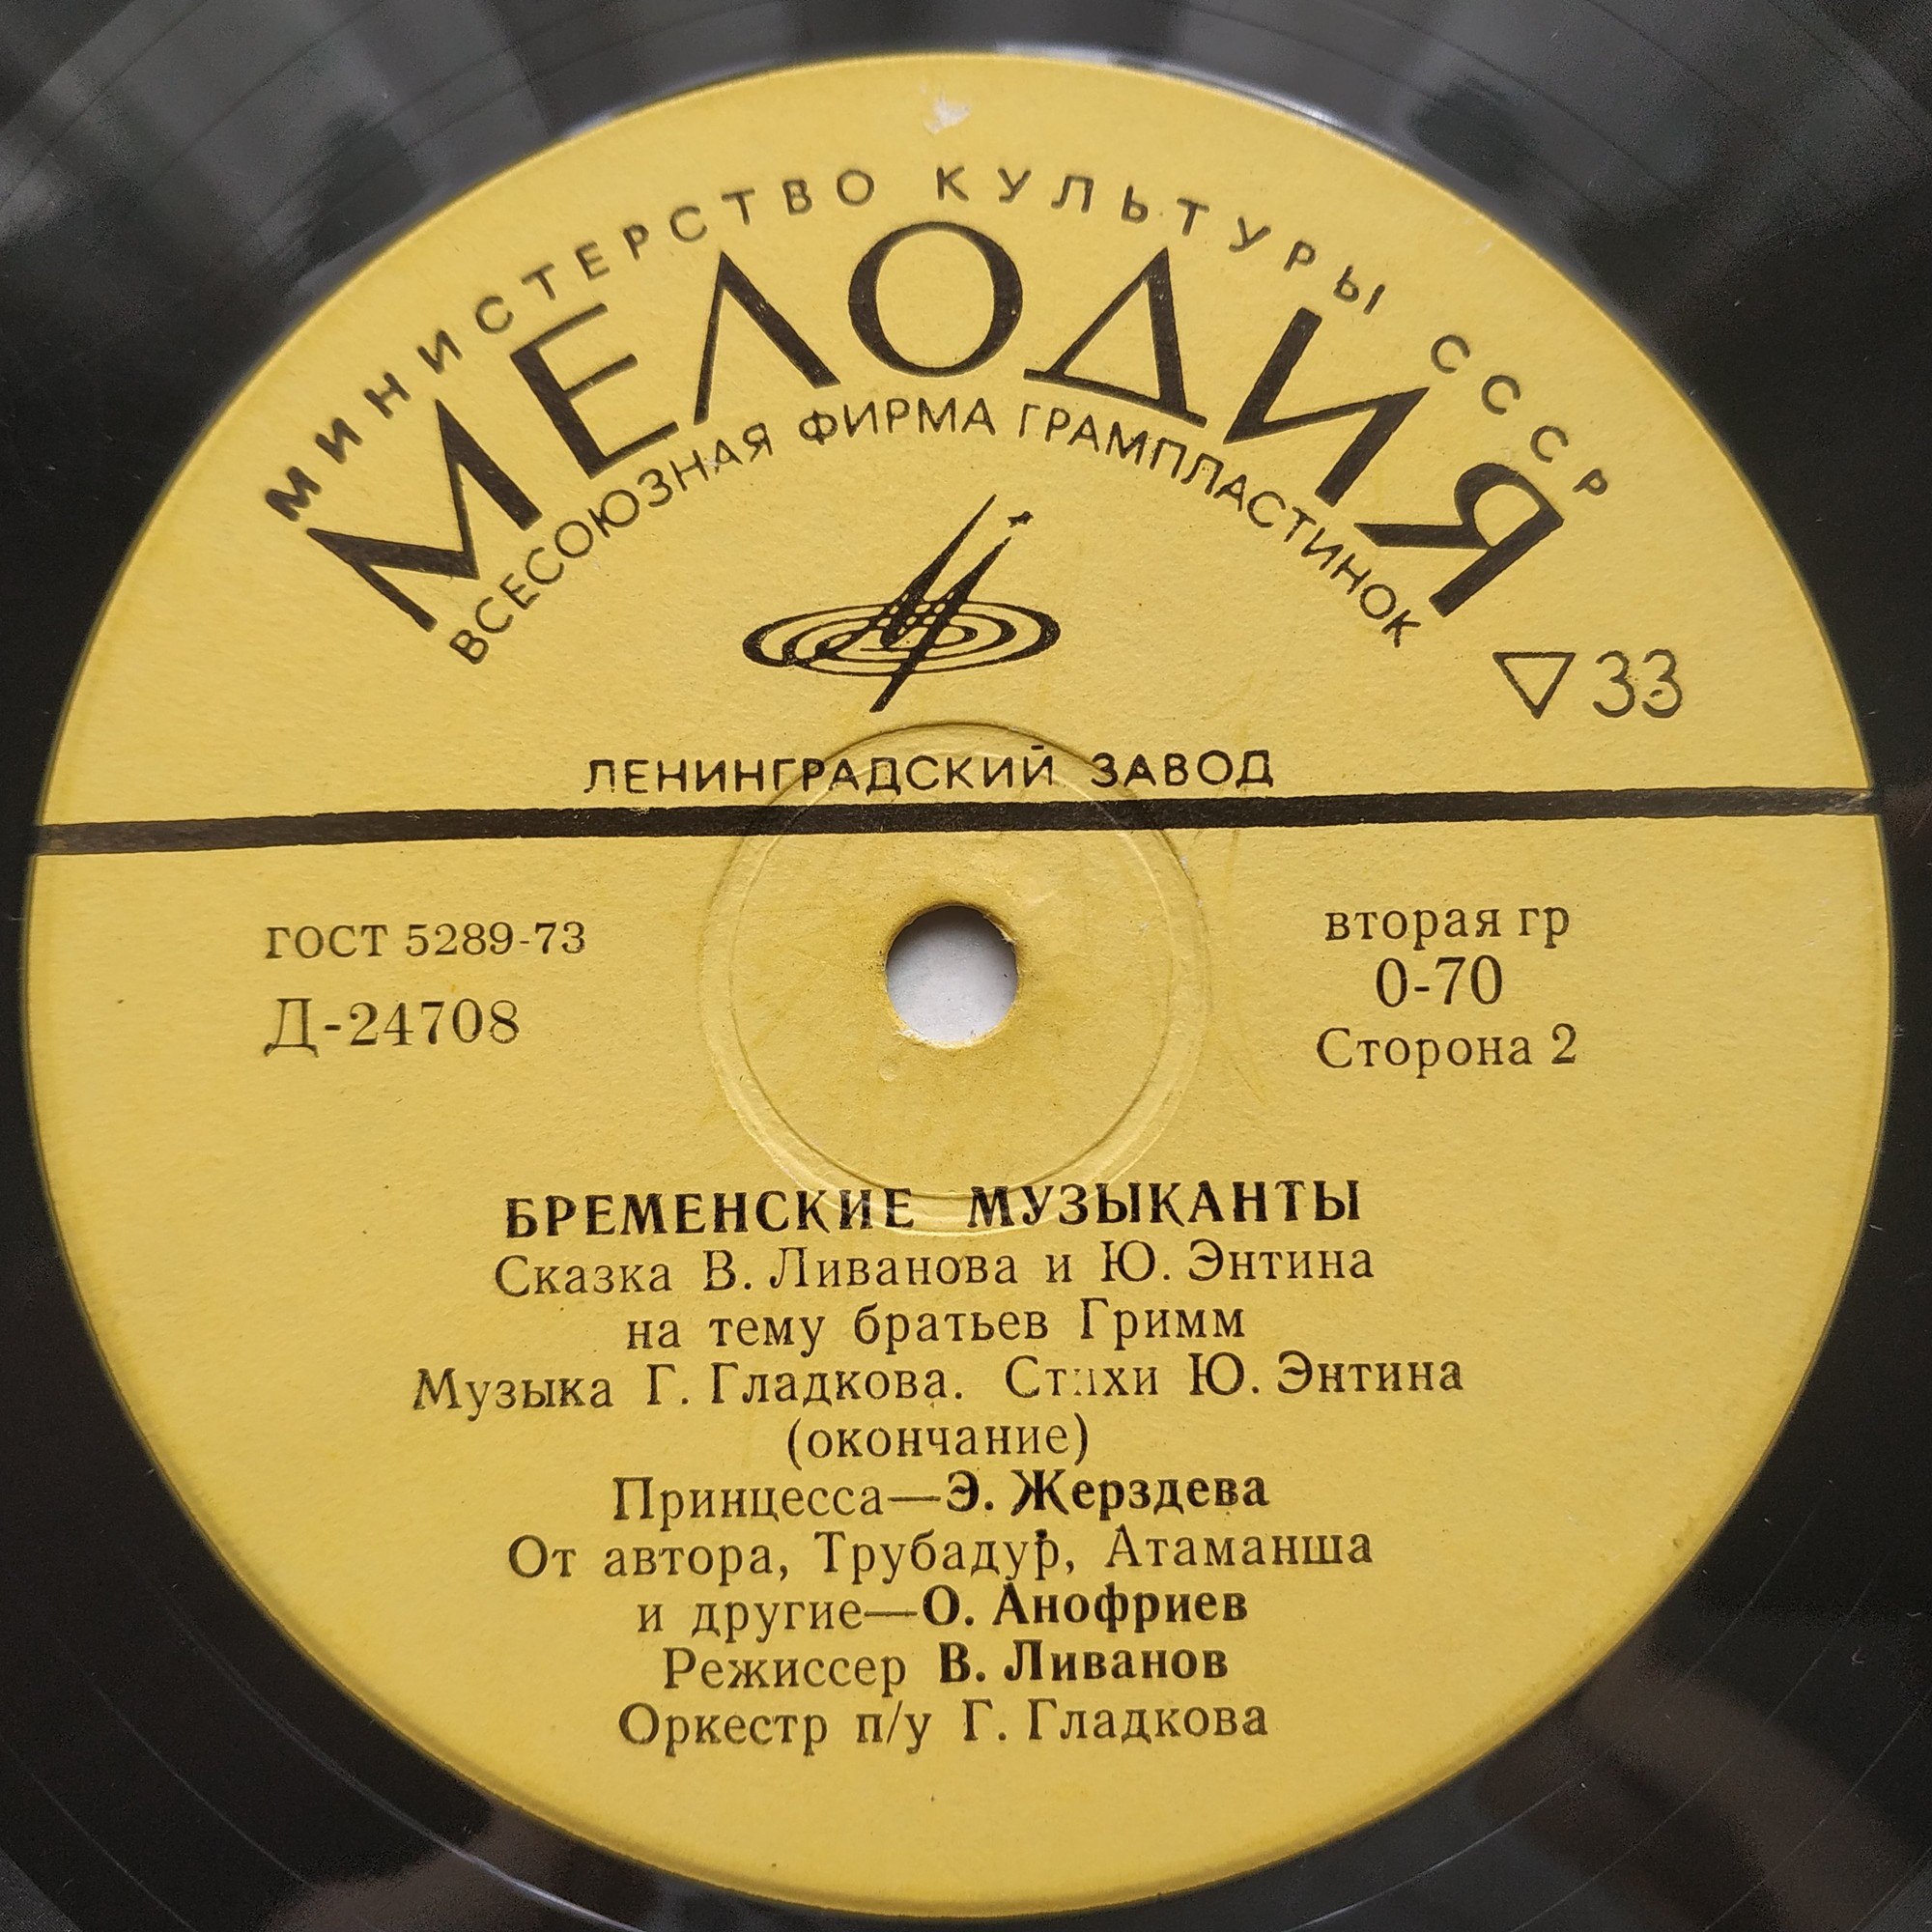 МИНИСТЕРСТВО КУЛЬТУРЫ СССР
МЕЛОДИЯ
ВСЕСОЮЗНАЯ ФИРМА ГРАМПЛАСТИНОК
33
ЛЕНИНГРАДСКИЙ ЗАВОД
ГОСТ 5289-73
Д-24708
вторая гр
0-70
Сторона 2
БРЕМЕНСКИЕ МУЗЫКАНТЫ
Сказка В. Ливанова и Ю. Энтина
на тему братьев Гримм
Музыка Г. Гладкова. Стихи Ю. Энтина
(окончание)
Принцесса—Э. Жерздева
От автора, Трубадур, Атаманша
и другие—О. Анофриев
Режиссер В. Ливанов
Оркестр п/у Г. Гладкова